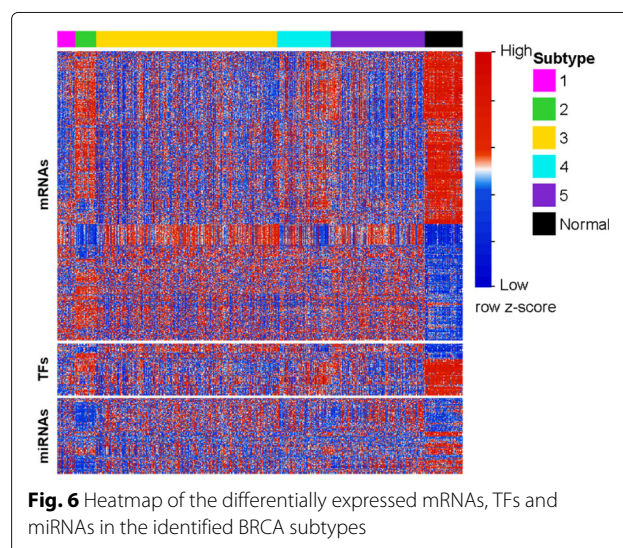 High
Subtype
1
2
3
4
5
Normal
Low
row z-score
mRNAs
TFs
miRNAs
Fig. 6 Heatmap of the differentially expressed mRNAs, TFs and
miRNAs in the identified BRCA subtypes